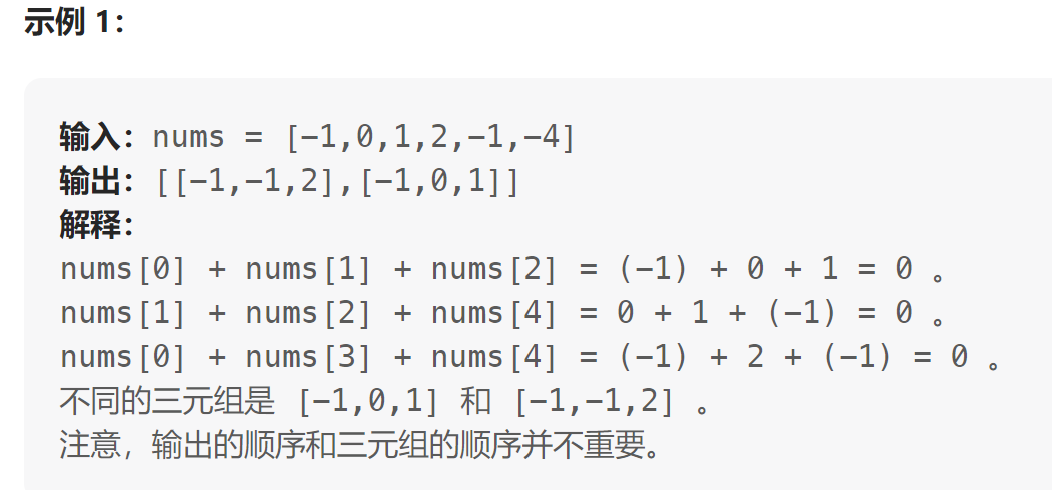 示例 1：
输入：nums = [-1,0,1,2,-1,-4]
输出：[[-1,-1,2],[-1,0,1]]
解释：
nums[0] + nums[1] + nums[2] = (-1) + 0 + 1 = 0 。
nums[1] + nums[2] + nums[4] = 0 + 1 + (-1) = 0 。
nums[0] + nums[3] + nums[4] = (-1) + 2 + (-1) = 0 。
不同的三元组是 [-1,0,1] 和 [-1,-1,2] 。
注意，输出的顺序和三元组的顺序并不重要。